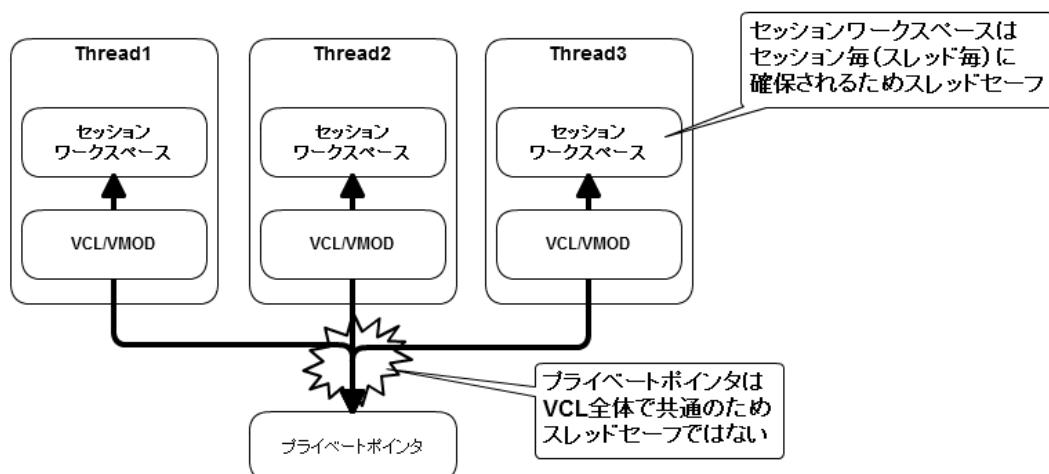 Thread1
セッション
ワークスペース
VCL/VMOD
Thread2
セッション
ワークスペース
VCL/VMOD
Thread3
セッション
ワークスペース
VCL/VMOD
セッションワークスペースは
セッション毎(スレッド毎)に
確保されるためスレッドセーフ
プライベートポインタは
VCL全体で共通のため
スレッドセーフではない
プライベートポインタ